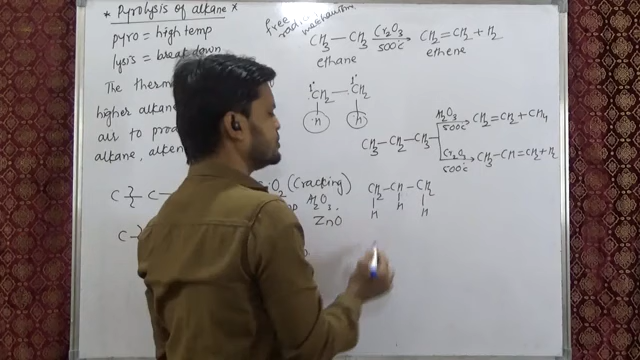 * Pyrolysis of alkane *
pyro = high temp
lysis = break down
The therm
higher alkane
air to prod
alkane, alken
C ⌇ C —
C
free radical mechanism
CH3 — CH3 Cr2O3 500°C CH2=CH2 + H2
ethane ethene
CH2 — CH2
H H
CH3-CH2-CH3
Al2O3 500°C CH2=CH2 + CH4
Cr2O3 500°C CH3-CH=CH2+H2
O2 (Cracking)
Al2O3
ZnO
CH2-CH-CH2
H H H